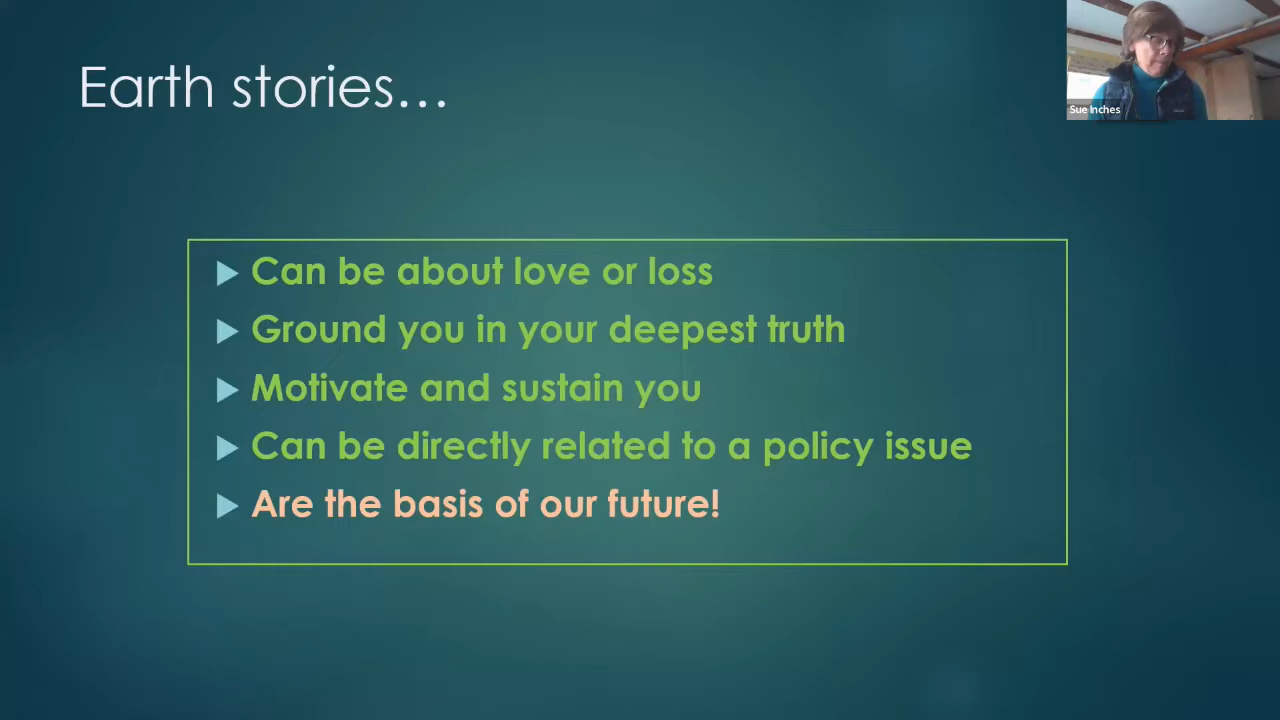 Earth stories…
Sue Inches
Can be about love or loss
Ground you in your deepest truth
Motivate and sustain you
Can be directly related to a policy issue
Are the basis of our future!